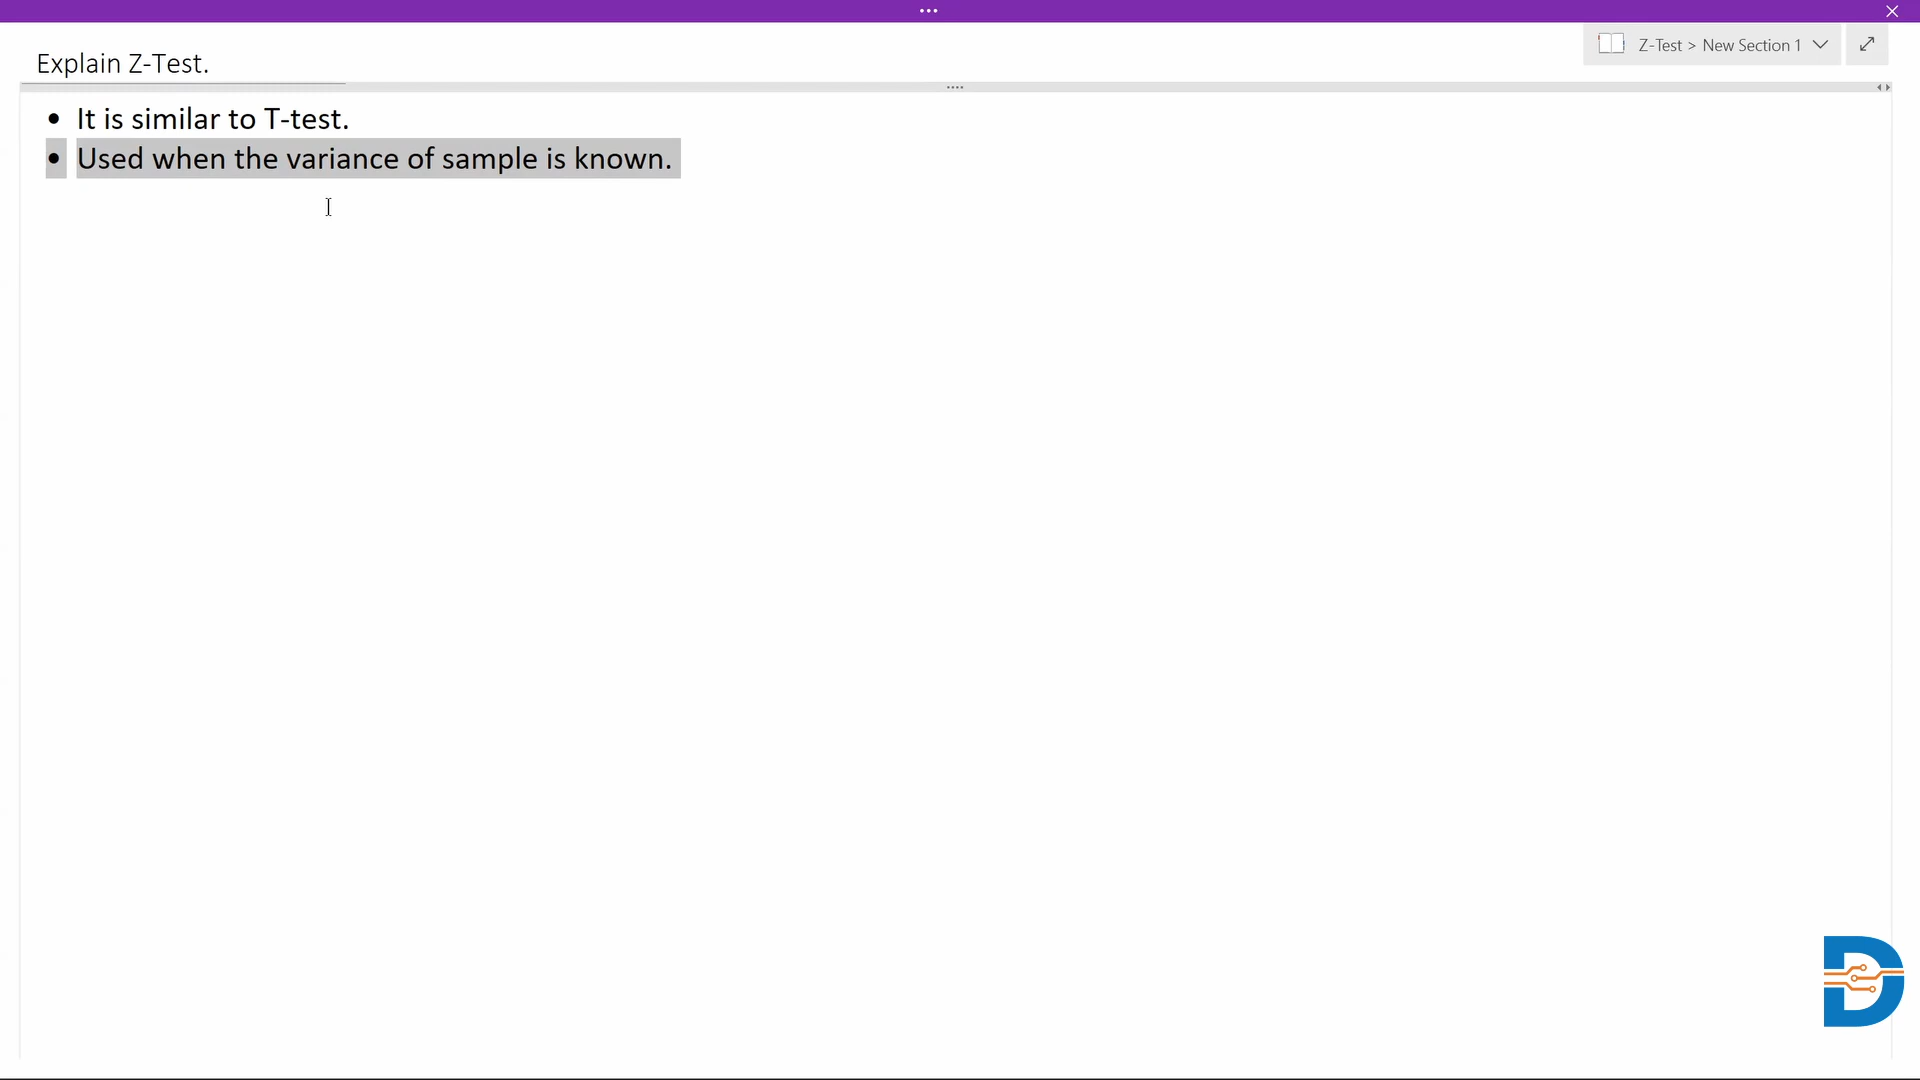 Z-Test > New Section 1
Explain Z-Test.
• It is similar to T-test.
• Used when the variance of sample is known.